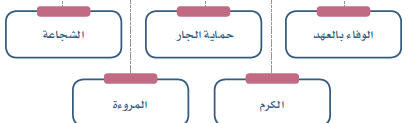 الوفاء بالعهد
حماية الجار
الشجاعة
الكرم
المروءة